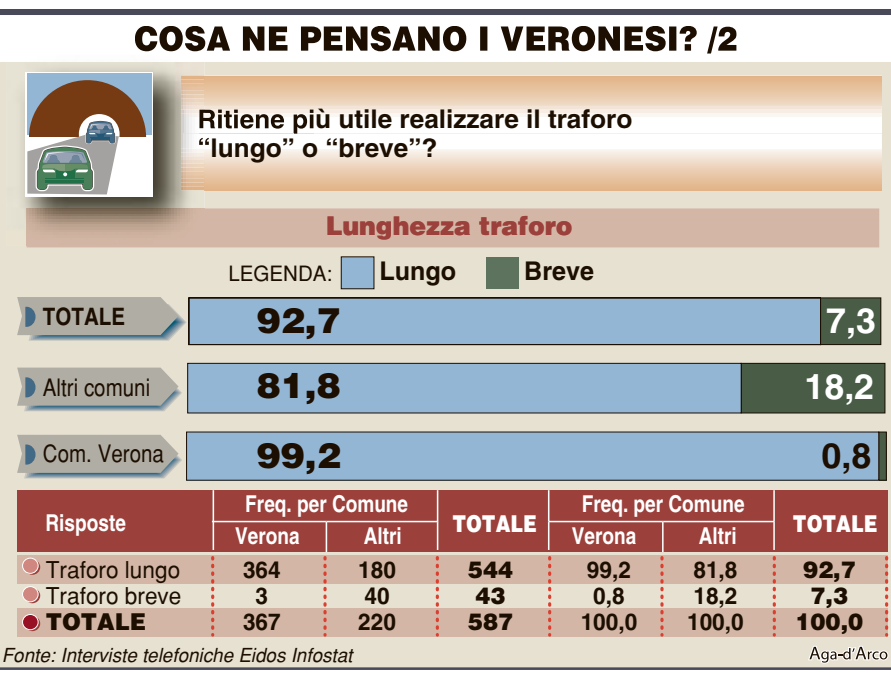 COSA NE PENSANO I VERONESI? /2
Ritiene più utile realizzare il traforo
“lungo” o “breve”?
Lunghezza traforo
LEGENDA: Lungo Breve
TOTALE 92,7 7,3
Altri comuni 81,8 18,2
Com. Verona 99,2 0,8
Risposte Freq. per Comune TOTALE Freq. per Comune TOTALE
Verona Altri Verona Altri
Traforo lungo 364 180 544 99,2 81,8 92,7
Traforo breve 3 40 43 0,8 18,2 7,3
TOTALE 367 220 587 100,0 100,0 100,0
Fonte: Interviste telefoniche Eidos Infostat Aga-d’Arco